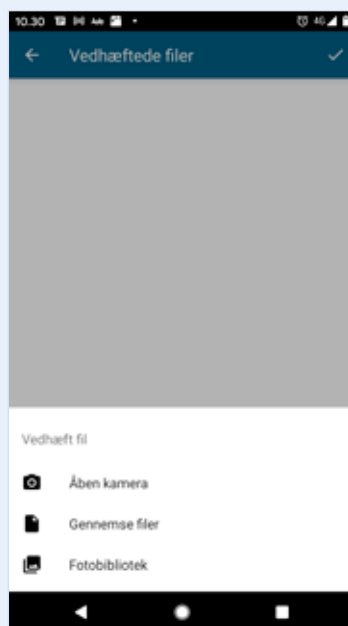 10.30 4G
Vedhæftede filer
Vedhæft fil
Åben kamera
Gennemse filer
Fotobibliotek